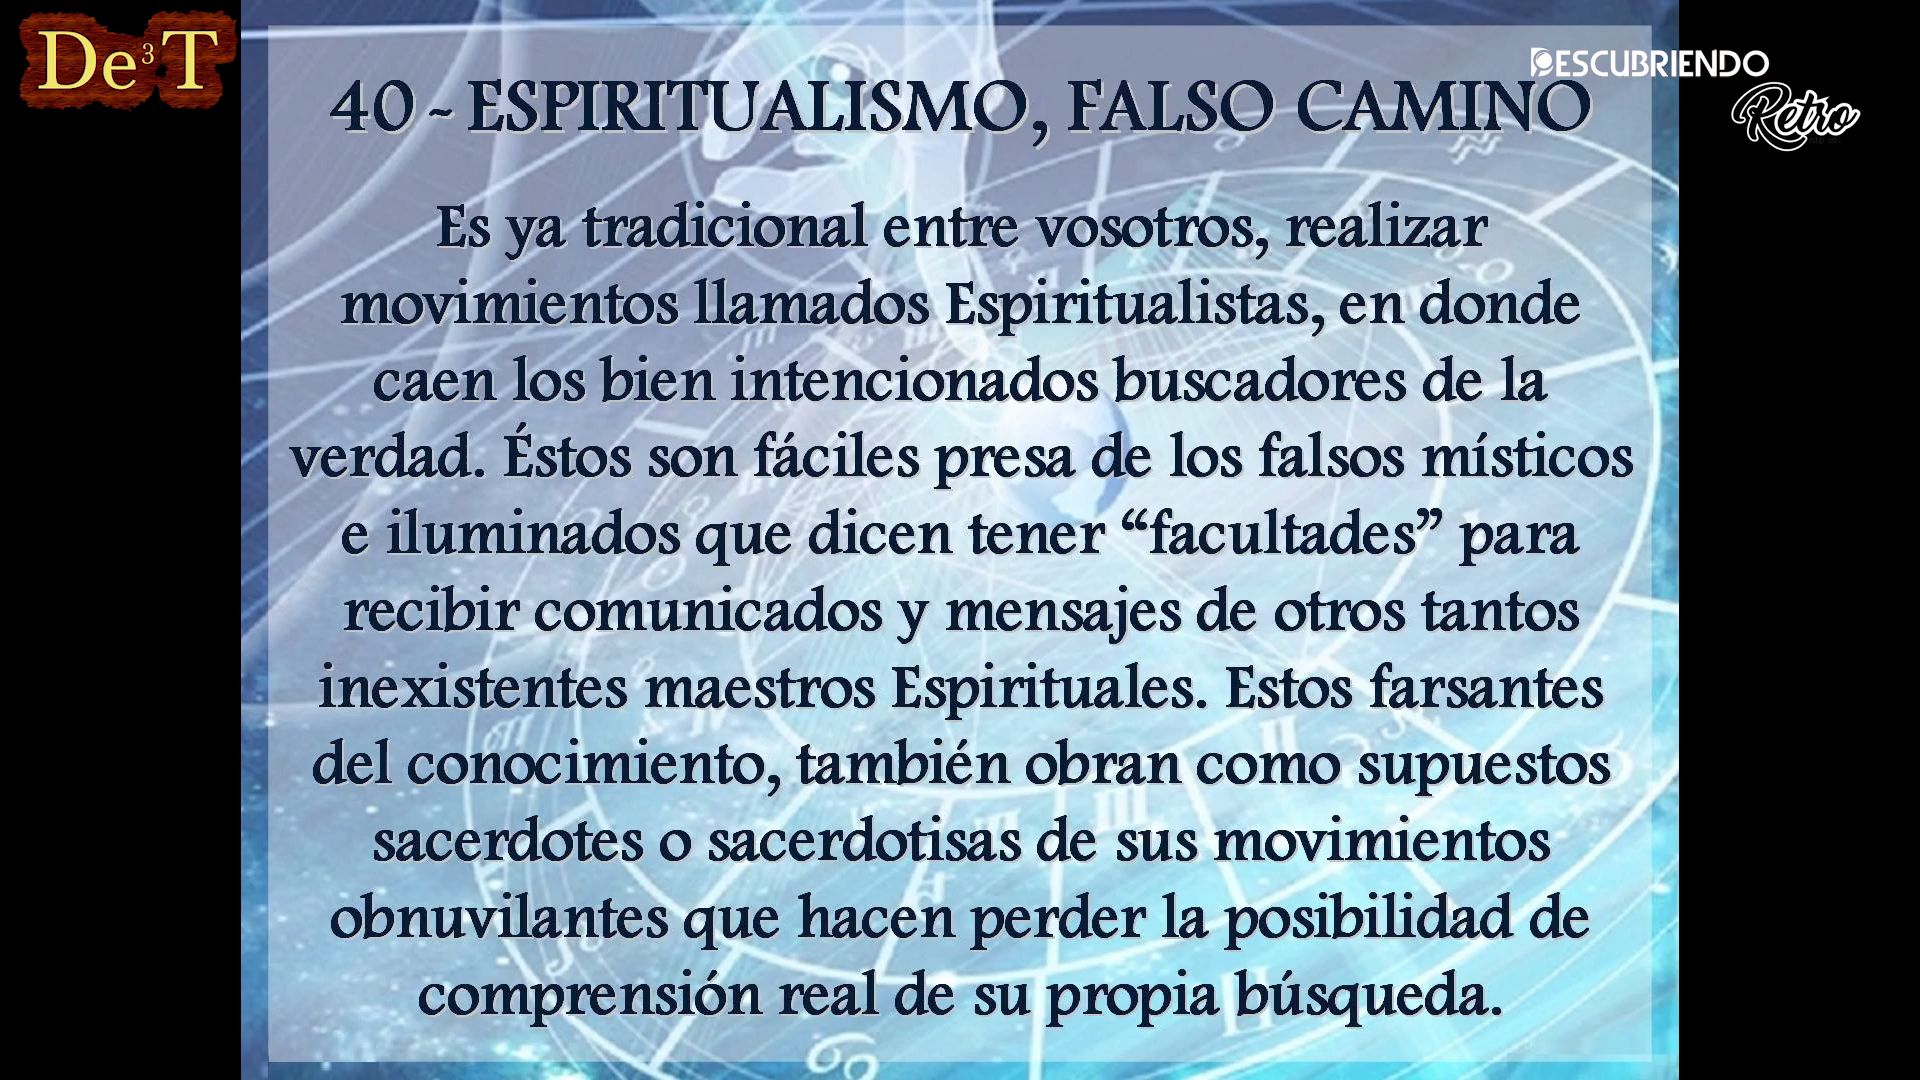 De³T
DESCUBRIENDO
Retro
40 - ESPIRITUALISMO, FALSO CAMINO
Es ya tradicional entre vosotros, realizar
movimientos llamados Espiritualistas, en donde
caen los bien intencionados buscadores de la
verdad. Éstos son fáciles presa de los falsos místicos
e iluminados que dicen tener “facultades” para
recibir comunicados y mensajes de otros tantos
inexistentes maestros Espirituales. Estos farsantes
del conocimiento, también obran como supuestos
sacerdotes o sacerdotisas de sus movimientos
obnuvilantes que hacen perder la posibilidad de
comprensión real de su propia búsqueda.